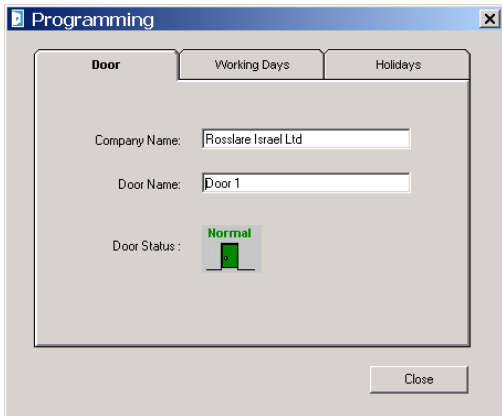 Programming
Door Working Days Holidays
Company Name: Rosslare Israel Ltd
Door Name: Door 1
Door Status : Normal
Close